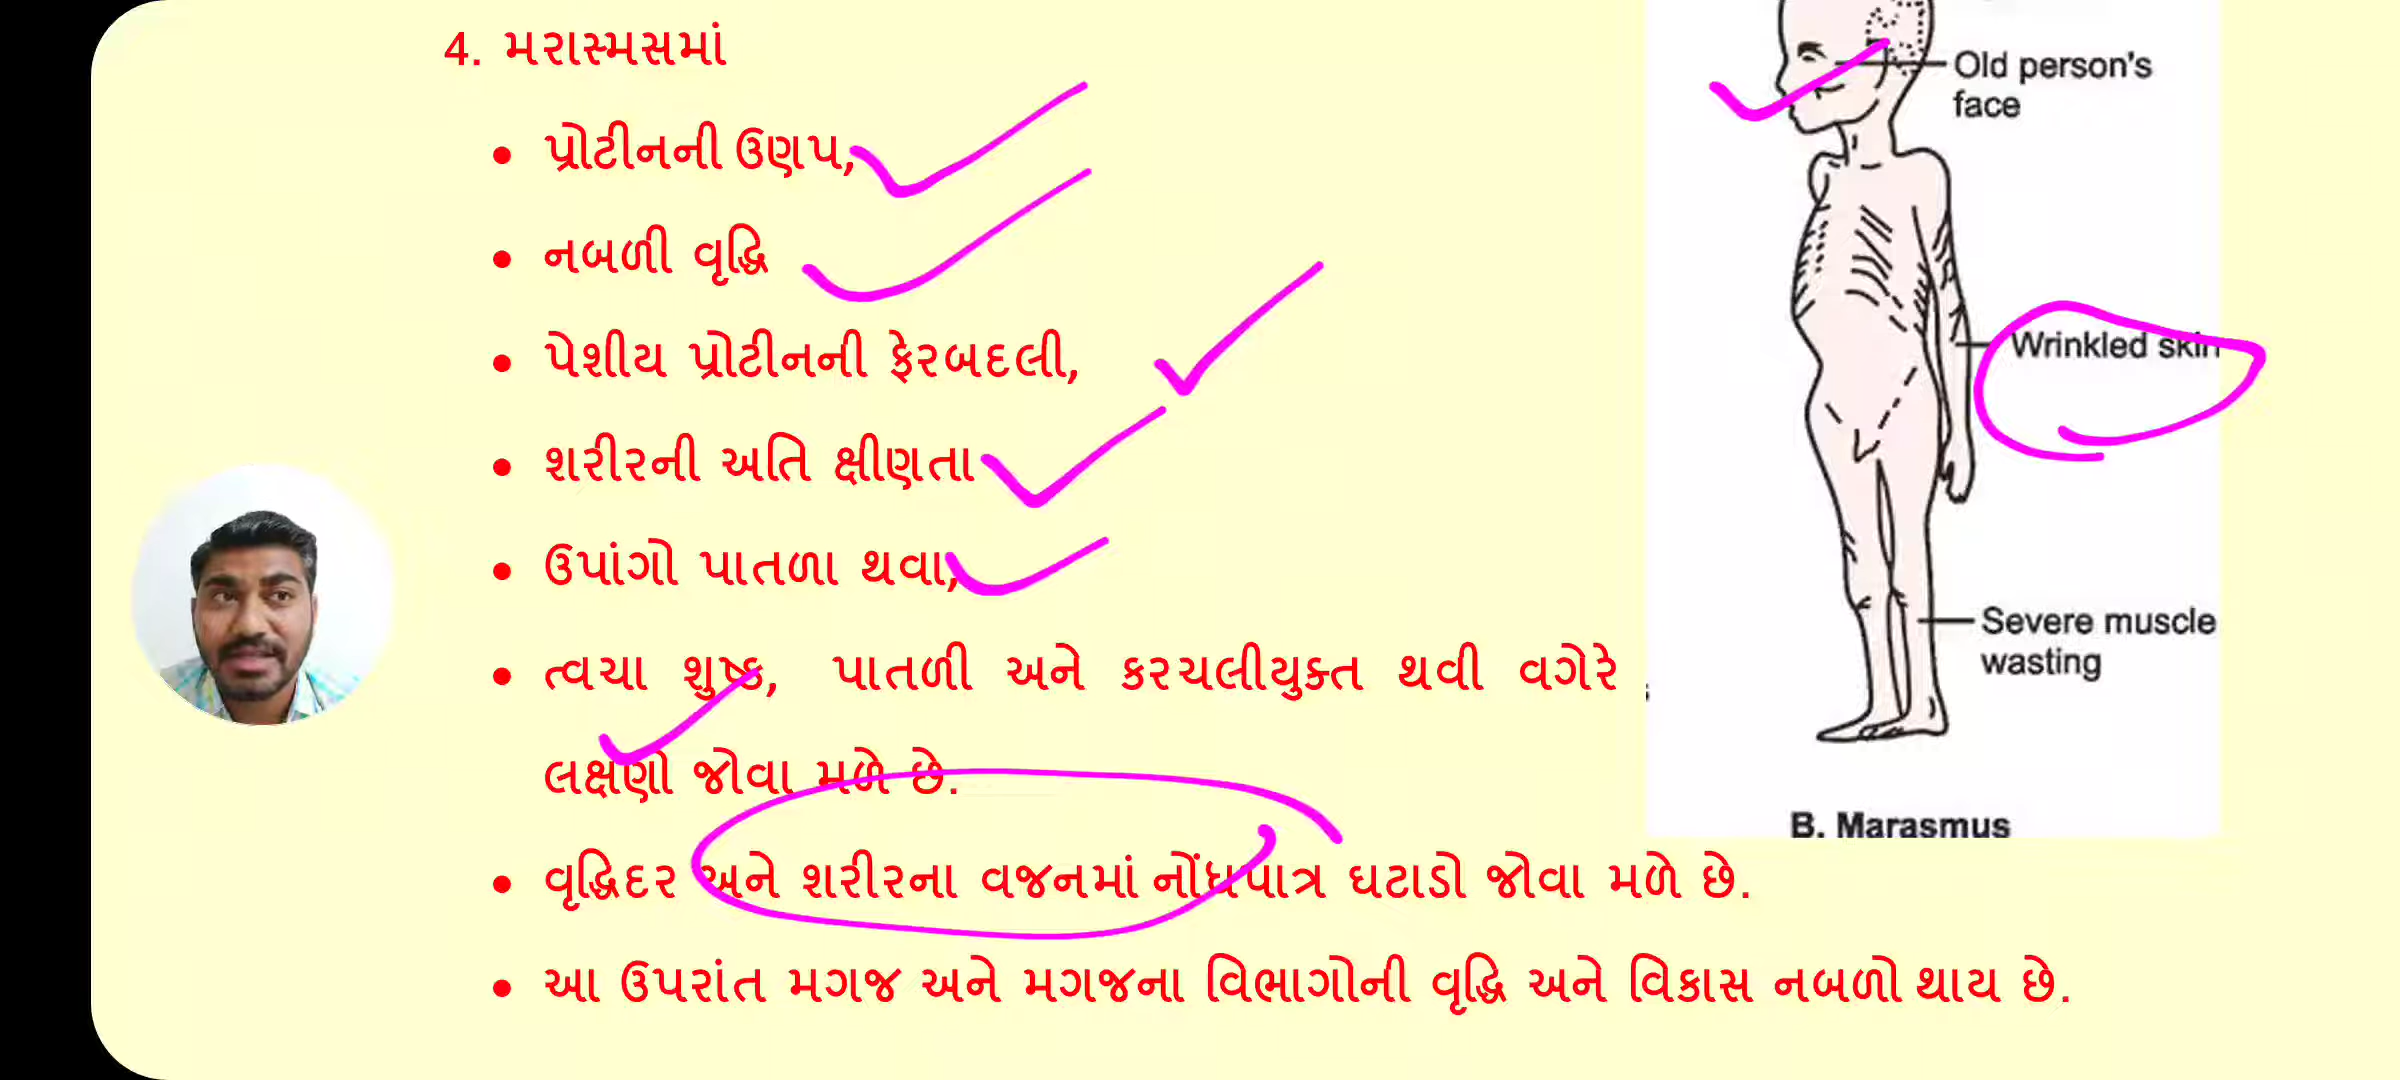 4. મરાસ્મસમાં
• પ્રોટીનની ઉણપ,
• નબળી વૃદ્ધિ
• પેશીય પ્રોટીનની ફેરબદલી,
• શરીરની અતિ ક્ષીણતા
• ઉપાંગો પાતળા થવા,
• ત્વચા શુષ્ક, પાતળી અને કરચલીયુક્ત થવી વગેરે
લક્ષણો જોવા મળે છે.
• વૃદ્ધિદર અને શરીરના વજનમાં નોંધપાત્ર ઘટાડો જોવા મળે છે.
• આ ઉપરાંત મગજ અને મગજના વિભાગોની વૃદ્ધિ અને વિકાસ નબળો થાય છે.
Old person's
face
Wrinkled skin
Severe muscle
wasting
B. Marasmus